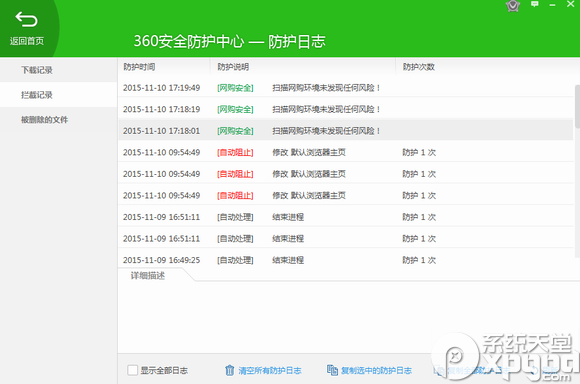 360安全防护中心 — 防护日志
返回首页
下载记录
拦截记录
被删除的文件
防护时间 防护说明 防护次数
2015-11-10 17:19:49 [网购安全] 扫描网购环境未发现任何风险！
2015-11-10 17:18:19 [网购安全] 扫描网购环境未发现任何风险！
2015-11-10 17:18:01 [网购安全] 扫描网购环境未发现任何风险！
2015-11-10 09:54:49 [自动阻止] 修改 默认浏览器主页 防护 1 次
2015-11-10 09:54:49 [自动阻止] 修改 默认浏览器主页 防护 1 次
2015-11-10 09:54:49 [自动阻止] 修改 默认浏览器主页 防护 1 次
2015-11-09 16:51:11 [自动处理] 结束进程 防护 1 次
2015-11-09 16:51:11 [自动处理] 结束进程 防护 1 次
2015-11-09 16:49:25 [自动处理] 结束进程 防护 1 次
详细描述
显示全部日志 清空所有防护日志 复制选中的防护日志
系统天堂